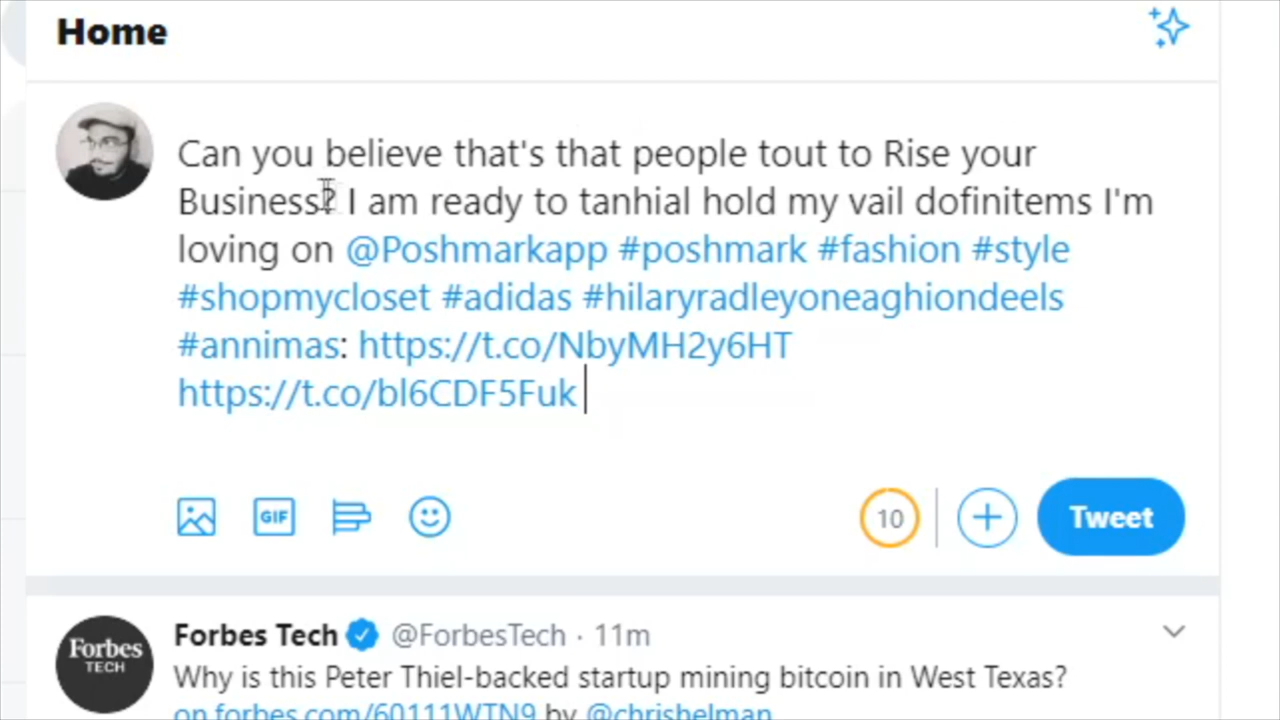 Home
Can you believe that's that people tout to Rise your
Business? I am ready to tanhial hold my vail dofinitems I'm
loving on @Poshmarkapp #poshmark #fashion #style
#shopmycloset #adidas #hilaryradleyoneaghiondeels
#annimas: https://t.co/NbyMH2y6HT
https://t.co/bl6CDF5Fuk
GIF
10
Tweet
Forbes
TECH
Forbes Tech @ForbesTech · 11m
Why is this Peter Thiel-backed startup mining bitcoin in West Texas?
on.forbes.com/60111WTN9 by @chrishelman